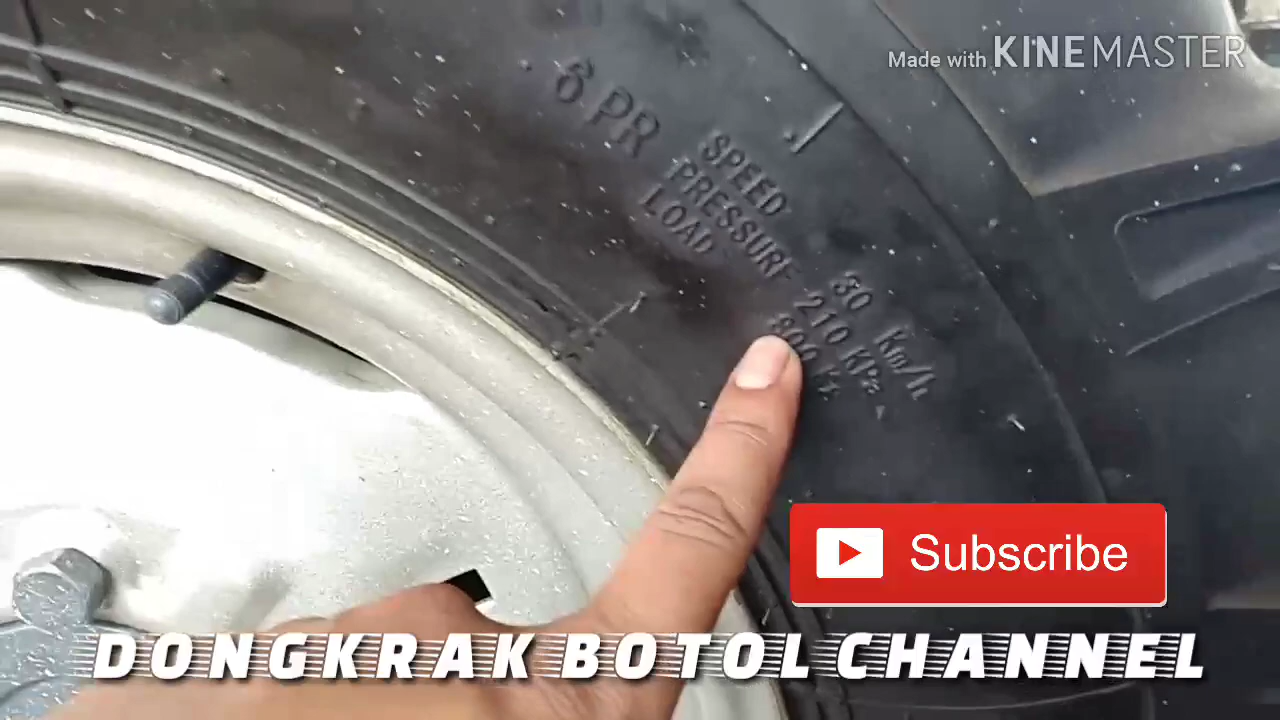 Made with KINEMASTER
6 PR
SPEED 30 Km/h
PRESSURE 210 KPa
LOAD
Subscribe
DONGKRAK BOTOL CHANNEL